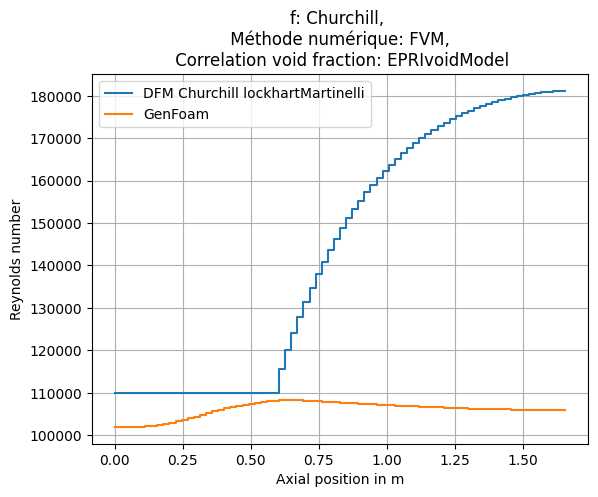 f: Churchill,
Méthode numérique: FVM,
Correlation void fraction: EPRIvoidModel
DFM Churchill lockhartMartinelli
GenFoam
Reynolds number
180000
170000
160000
150000
140000
130000
120000
110000
100000
0.00 0.25 0.50 0.75 1.00 1.25 1.50
Axial position in m